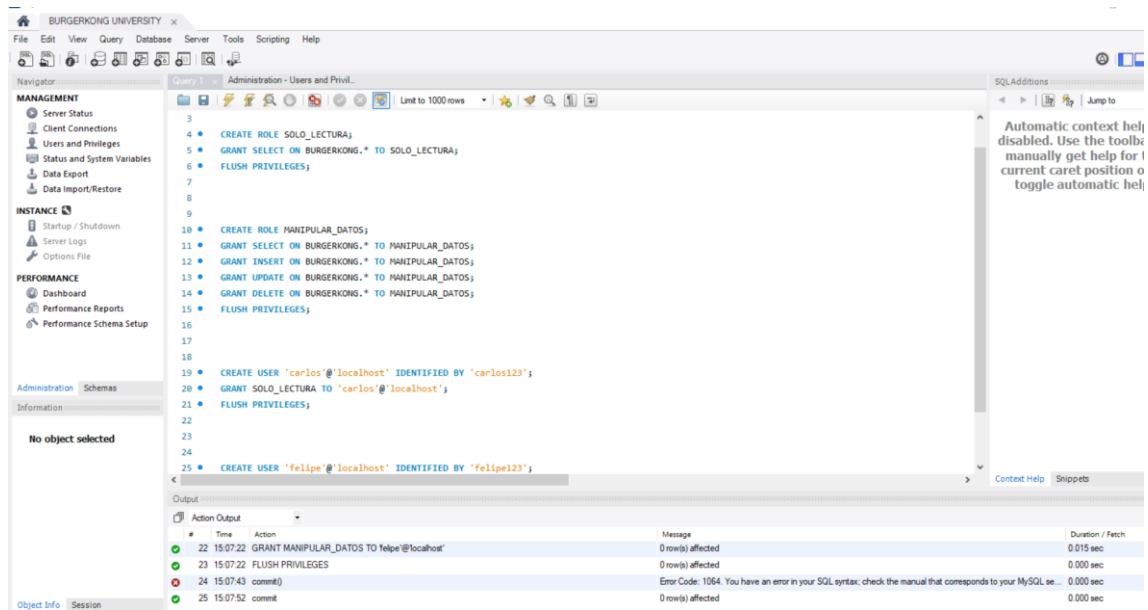 BURGERKONG UNIVERSITY ×
File Edit View Query Database Server Tools Scripting Help
Navigator
MANAGEMENT
Server Status
Client Connections
Users and Privileges
Status and System Variables
Data Export
Data Import/Restore
INSTANCE
Startup / Shutdown
Server Logs
Options File
PERFORMANCE
Dashboard
Performance Reports
Performance Schema Setup
Administration Schemas
Information
No object selected
Object Info Session
Query 1 × Administration - Users and Privil...
Limit to 1000 rows
3
4 CREATE ROLE SOLO_LECTURA;
5 GRANT SELECT ON BURGERKONG.* TO SOLO_LECTURA;
6 FLUSH PRIVILEGES;
7
8
9
10 CREATE ROLE MANIPULAR_DATOS;
11 GRANT SELECT ON BURGERKONG.* TO MANIPULAR_DATOS;
12 GRANT INSERT ON BURGERKONG.* TO MANIPULAR_DATOS;
13 GRANT UPDATE ON BURGERKONG.* TO MANIPULAR_DATOS;
14 GRANT DELETE ON BURGERKONG.* TO MANIPULAR_DATOS;
15 FLUSH PRIVILEGES;
16
17
18
19 CREATE USER 'carlos'@'localhost' IDENTIFIED BY 'carlos123';
20 GRANT SOLO_LECTURA TO 'carlos'@'localhost';
21 FLUSH PRIVILEGES;
22
23
24
25 CREATE USER 'felipe'@'localhost' IDENTIFIED BY 'felipe123';
SQLAdditions
Jump to
Automatic context help
disabled. Use the toolba
manually get help for t
current caret position o
toggle automatic help
Context Help Snippets
Output
Action Output
# Time Action Message Duration / Fetch
22 15:07:22 GRANT MANIPULAR_DATOS TO 'felipe'@'localhost' 0 row(s) affected 0.015 sec
23 15:07:22 FLUSH PRIVILEGES 0 row(s) affected 0.000 sec
24 15:07:43 commit() Error Code: 1064. You have an error in your SQL syntax; check the manual that corresponds to your MySQL se... 0.000 sec
25 15:07:52 commit 0 row(s) affected 0.000 sec